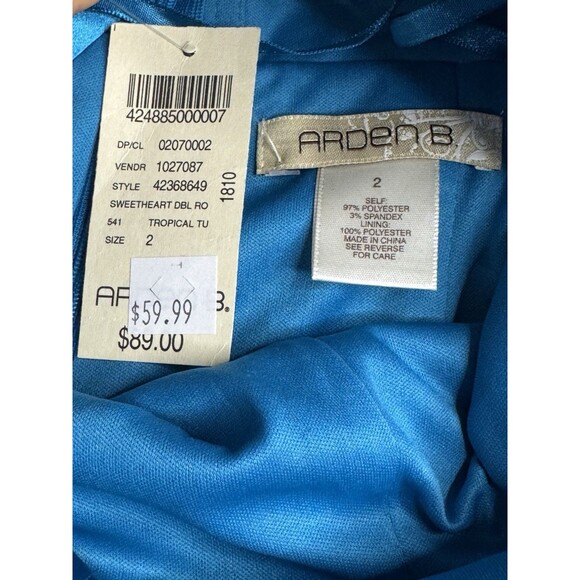 424885000007
DP/CL 02070002
VENDR 1027087
STYLE 42368649
SWEETHEART DBL RO
541 TROPICAL TU
SIZE 2
1810
$59.99
$89.00
ARDEN B.
2
SELF:
97% POLYESTER
3% SPANDEX
LINING:
100% POLYESTER
MADE IN CHINA
SEE REVERSE
FOR CARE